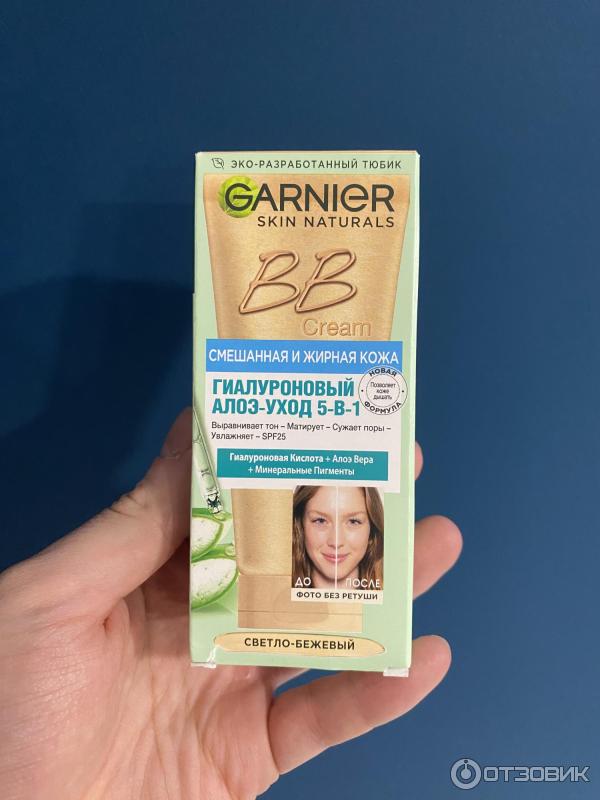 ЭКО-РАЗРАБОТАННЫЙ ТЮБИК
GARNIER
SKIN NATURALS
BB
Cream
СМЕШАННАЯ И ЖИРНАЯ КОЖА
ГИАЛУРОНОВЫЙ
АЛОЭ-УХОД 5-В-1
НОВАЯ
Позволяет
коже
дышать
ФОРМУЛА
Выравнивает тон – Матирует – Сужает поры –
Увлажняет – SPF25
Гиалуроновая Кислота + Алоэ Вера
+ Минеральные Пигменты
ДО ПОСЛЕ
ФОТО БЕЗ РЕТУШИ
СВЕТЛО-БЕЖЕВЫЙ
ОТЗОВИК